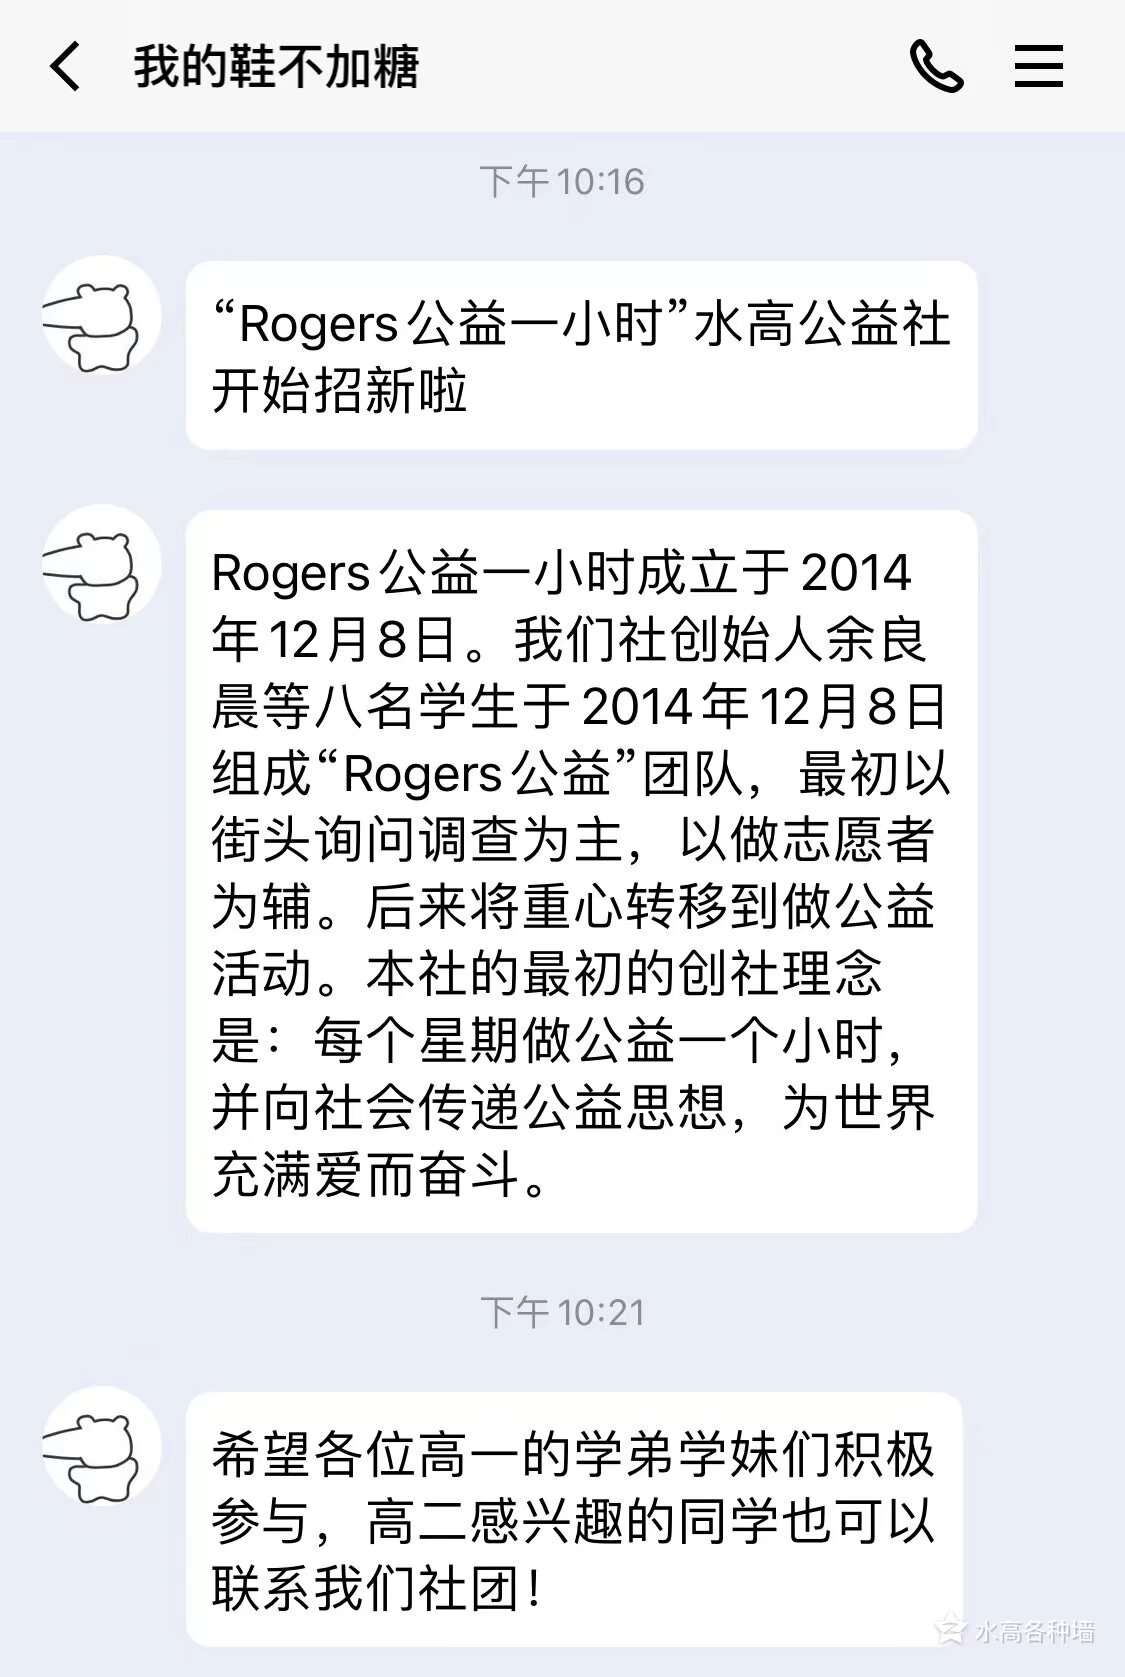 我的鞋不加糖
下午10:16
“Rogers公益一小时”水高公益社
开始招新啦
Rogers公益一小时成立于2014
年12月8日。我们社创始人余良
晨等八名学生于2014年12月8日
组成“Rogers公益”团队，最初以
街头询问调查为主，以做志愿者
为辅。后来将重心转移到做公益
活动。本社的最初的创社理念
是：每个星期做公益一个小时，
并向社会传递公益思想，为世界
充满爱而奋斗。
下午10:21
希望各位高一的学弟学妹们积极
参与，高二感兴趣的同学也可以
联系我们社团！
水高各种墙